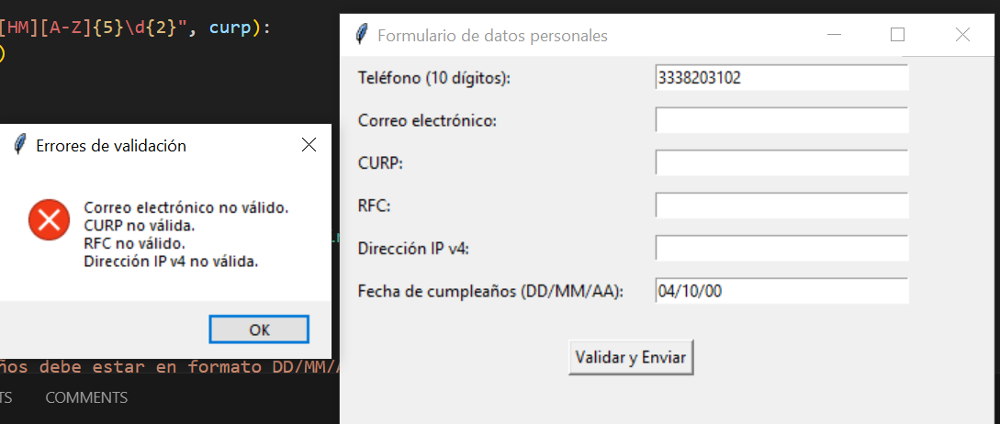 [HM][A-Z]{5}\d{2}", curp):
)
Errores de validación
Correo electrónico no válido.
CURP no válida.
RFC no válido.
Dirección IP v4 no válida.
OK
ños debe estar en formato DD/MM/
COMMENTS
Formulario de datos personales
Teléfono (10 dígitos):
3338203102
Correo electrónico:
CURP:
RFC:
Dirección IP v4:
Fecha de cumpleaños (DD/MM/AA):
04/10/00
Validar y Enviar